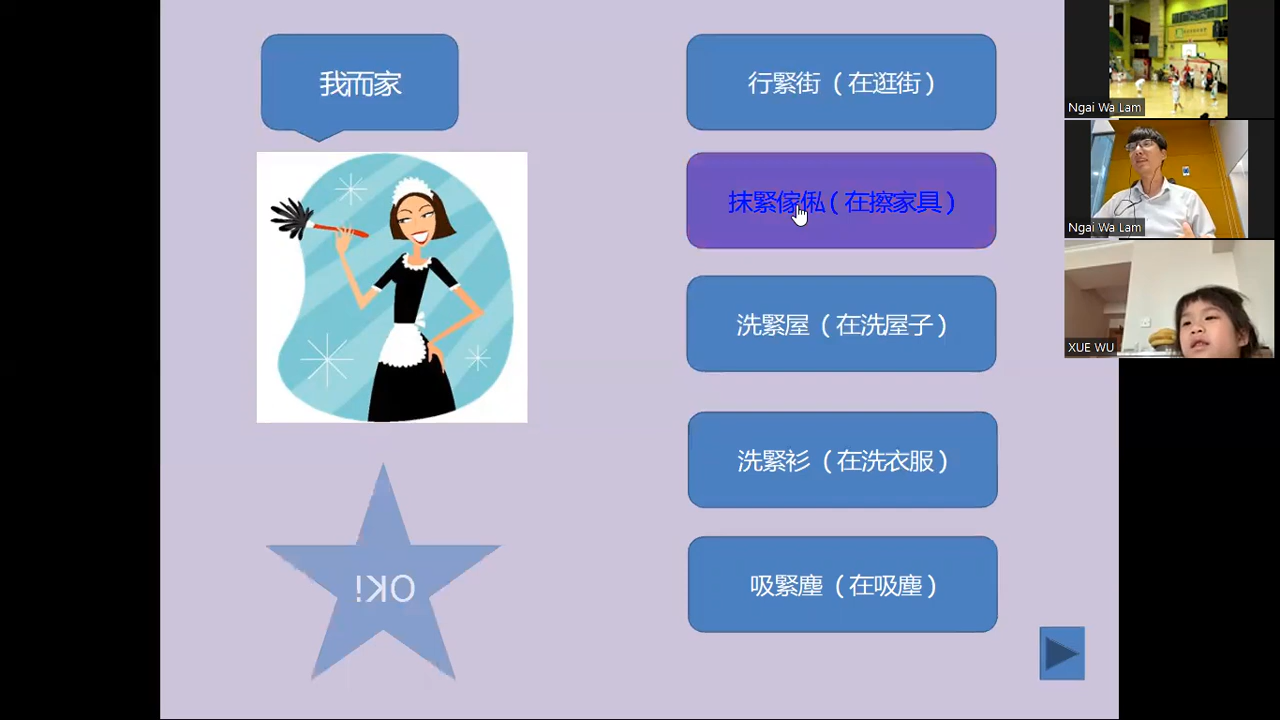 我而家
行緊街（在逛街）
抹緊傢俬（在擦家具）
洗緊屋（在洗屋子）
洗緊衫（在洗衣服）
吸緊塵（在吸塵）
OK!
Ngai Wa Lam
Ngai Wa Lam
XUE WU